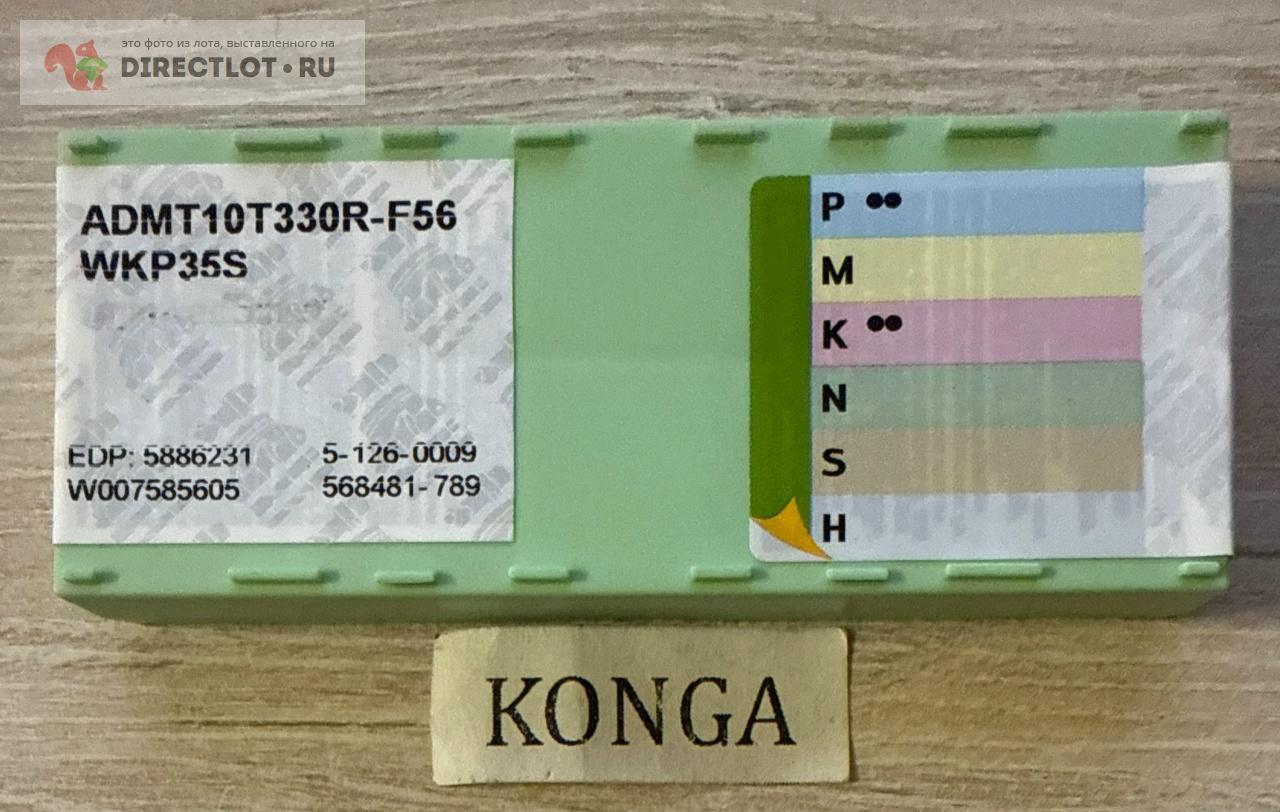 это фото из лота, выставленного на
DIRECTLOT•RU
ADMT10T330R-F56
WKP35S
EDP: 5886231 5-126-0009
W007585605 568481-789
P ●●
M
K ●●
N
S
H
KONGA